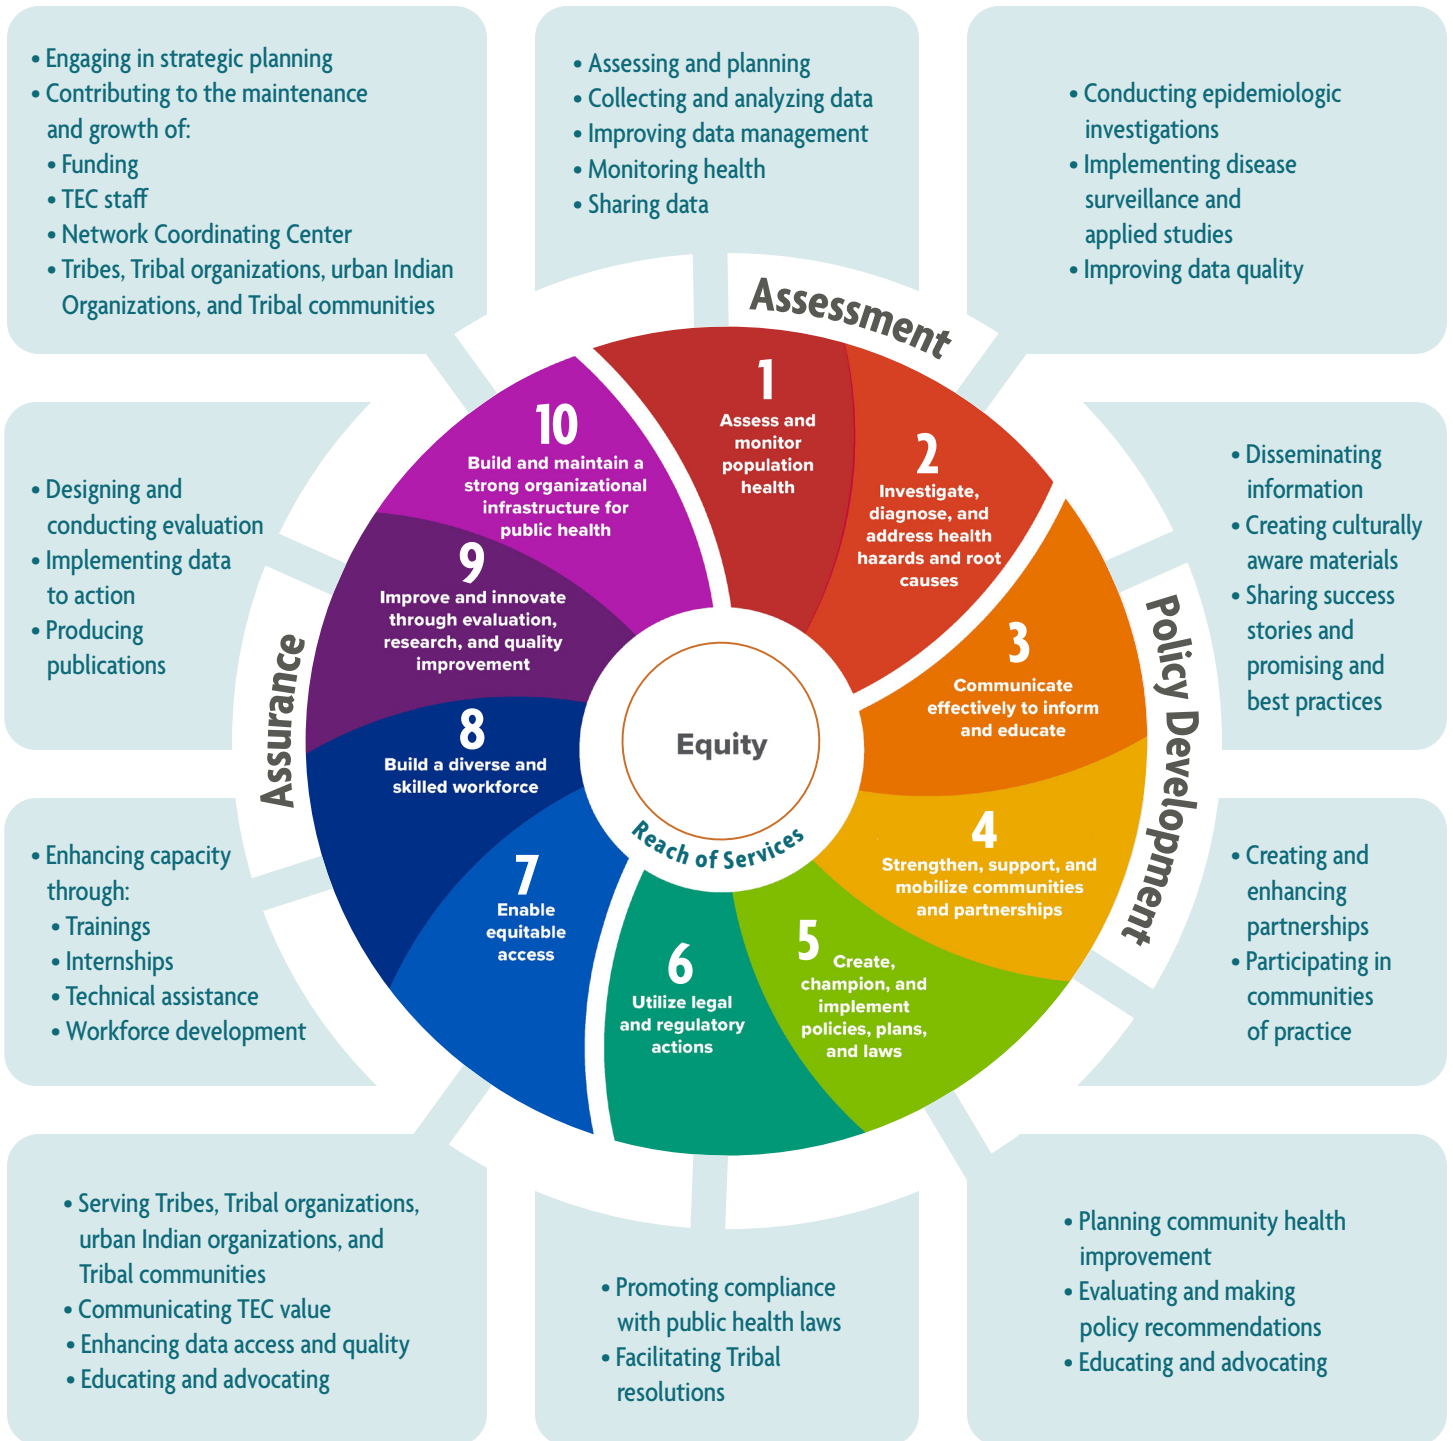 • Engaging in strategic planning
• Contributing to the maintenance
and growth of:
• Funding
• TEC staff
• Network Coordinating Center
• Tribes, Tribal organizations, urban Indian
Organizations, and Tribal communities
• Assessing and planning
• Collecting and analyzing data
• Improving data management
• Monitoring health
• Sharing data
• Conducting epidemiologic
investigations
• Implementing disease
surveillance and
applied studies
• Improving data quality
Assessment
1
Assess and
monitor
population
health
2
Investigate,
diagnose, and
address health
hazards and root
causes
Policy Development
3
Communicate
effectively to inform
and educate
4
Strengthen, support, and
mobilize communities
and partnerships
5
Create,
champion, and
implement
policies, plans,
and laws
6
Utilize legal
and regulatory
actions
Assurance
7
Enable
equitable
access
8
Build a diverse and
skilled workforce
9
Improve and innovate
through evaluation,
research, and quality
improvement
10
Build and maintain a
strong organizational
infrastructure for
public health
Equity
Reach of Services
• Designing and
conducting evaluation
• Implementing data
to action
• Producing
publications
• Disseminating
information
• Creating culturally
aware materials
• Sharing success
stories and
promising and
best practices
• Enhancing capacity
through:
• Trainings
• Internships
• Technical assistance
• Workforce development
• Creating and
enhancing
partnerships
• Participating in
communities
of practice
• Serving Tribes, Tribal organizations,
urban Indian organizations, and
Tribal communities
• Communicating TEC value
• Enhancing data access and quality
• Educating and advocating
• Promoting compliance
with public health laws
• Facilitating Tribal
resolutions
• Planning community health
improvement
• Evaluating and making
policy recommendations
• Educating and advocating